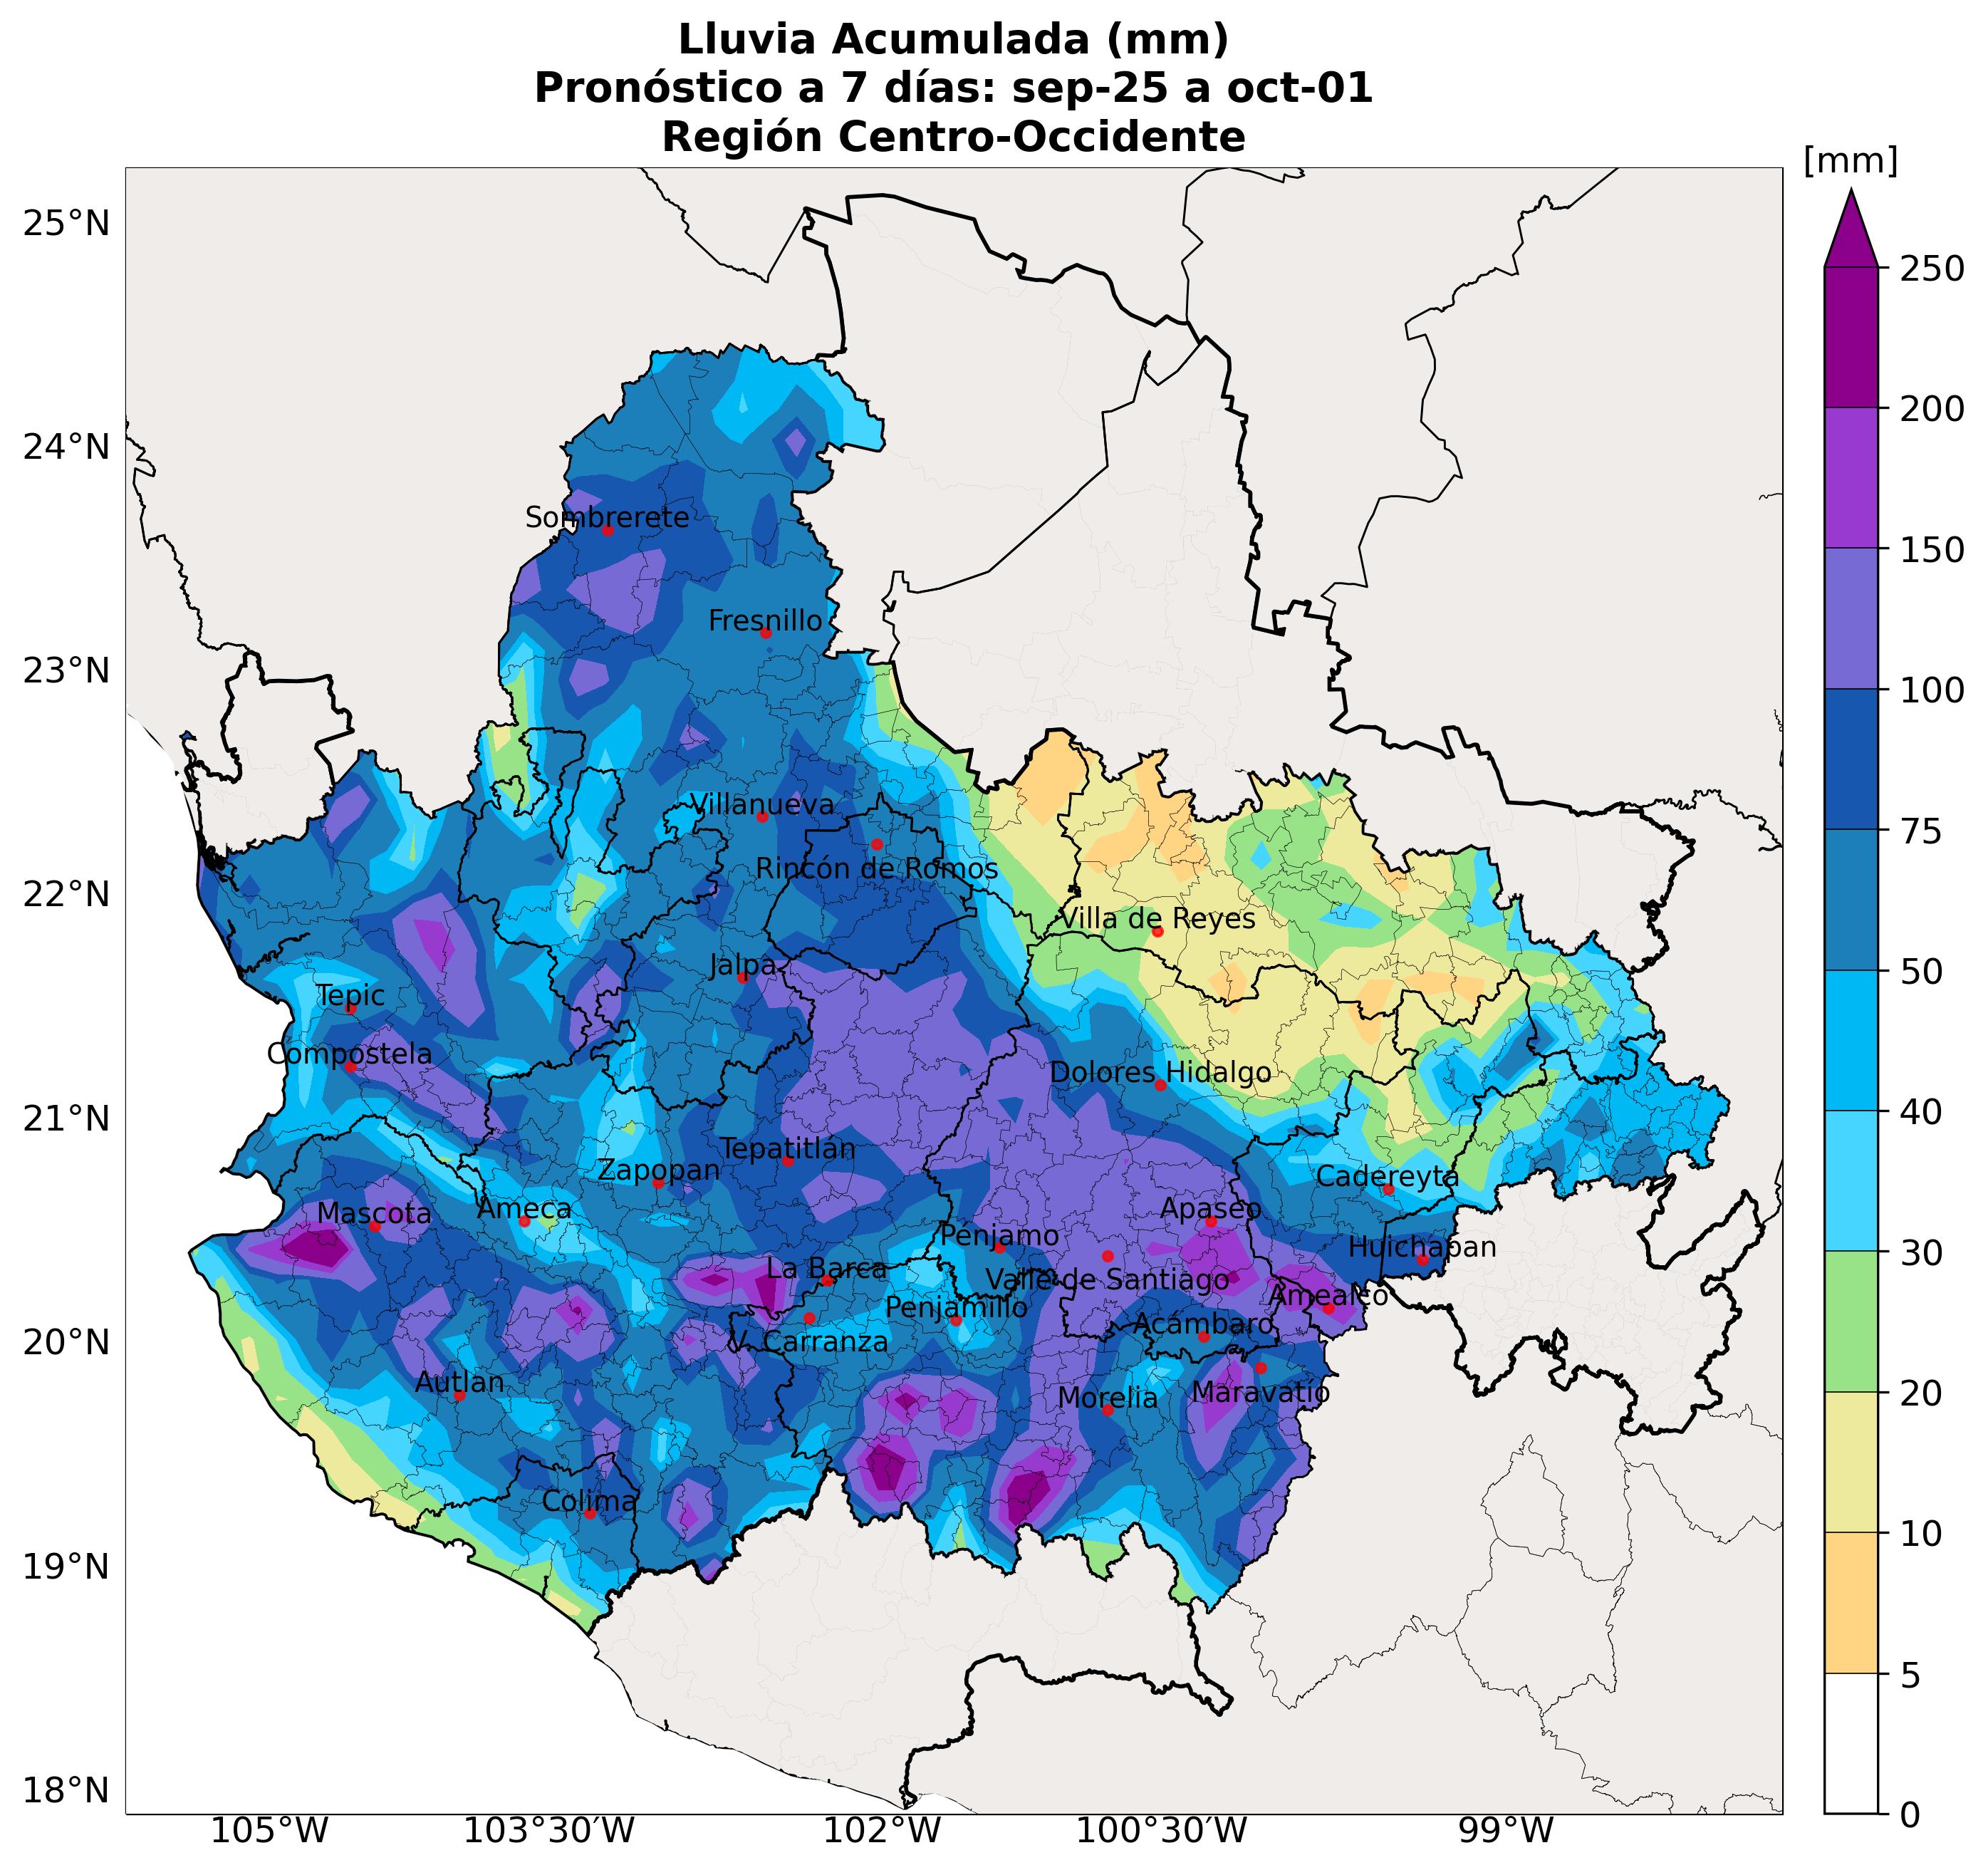 Lluvia Acumulada (mm)
Pronóstico a 7 días: sep-25 a oct-01
Región Centro-Occidente
[mm]
25°N
250
200
24°N
Sombrerete
150
Fresnillo
23°N
100
Villanueva
75
Rincón de Romos
22°N
Villa de Reyes
Jalpa
50
Tepic
Compostela
Dolores Hidalgo
21°N
40
Tepatitlán
Zapopan
Cadereyta
Mascota
Ameca
Apaseo
Pénjamo
Huichapan
30
La Barca
Valle de Santiago
Amealco
Penjamillo
20°N
V. Carranza
Acámbaro
Autlan
Morelia
Maravatío
20
Colima
10
19°N
5
18°N
0
105°W
103°30'W
102°W
100°30'W
99°W